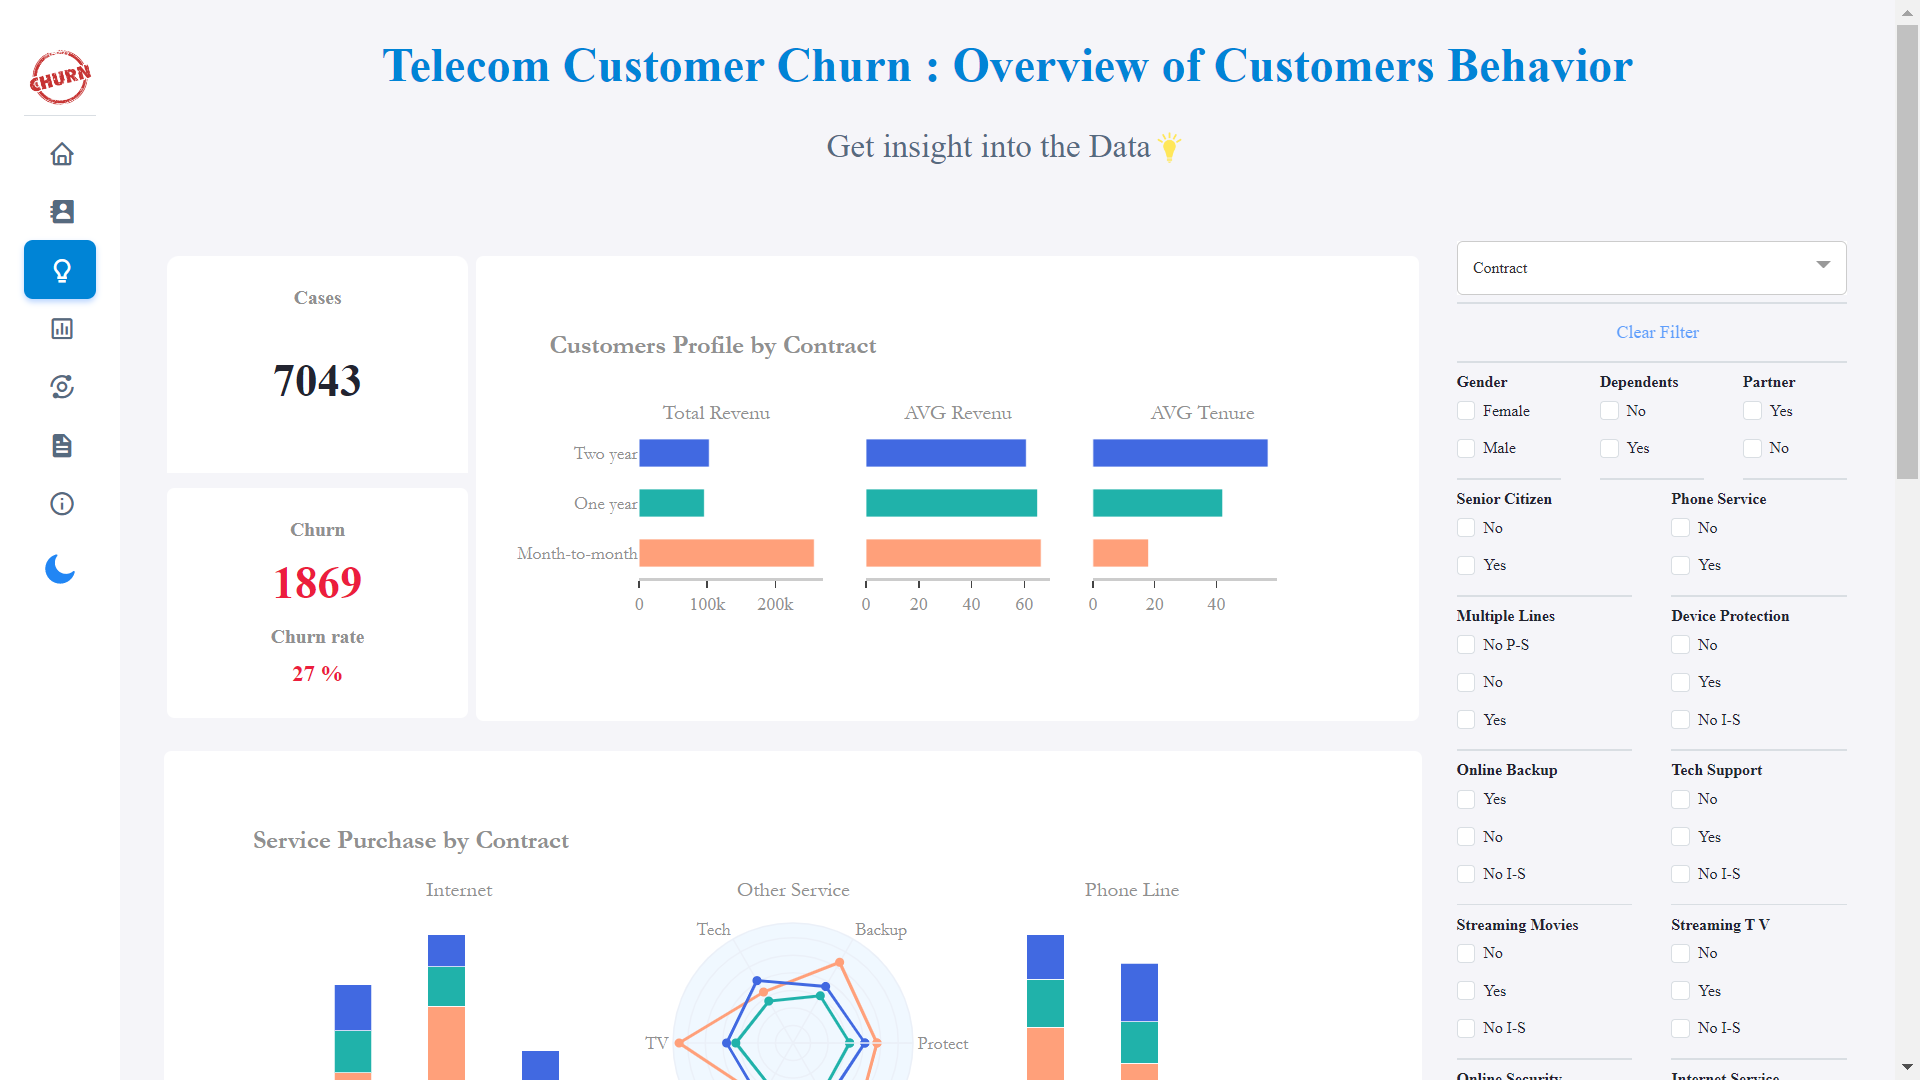 CHURN
Telecom Customer Churn : Overview of Customers Behavior
Get insight into the Data
Cases
7043
Churn
1869
Churn rate
27 %
Customers Profile by Contract
Total Revenu
AVG Revenu
AVG Tenure
Two year
One year
Month-to-month
0 100k 200k
0 20 40 60
0 20 40
Service Purchase by Contract
Internet
Other Service
Phone Line
Tech
Backup
TV
Protect
Contract
Clear Filter
Gender
Female
Male
Dependents
No
Yes
Partner
Yes
No
Senior Citizen
No
Yes
Phone Service
No
Yes
Multiple Lines
No P-S
No
Yes
Device Protection
No
Yes
No I-S
Online Backup
Yes
No
No I-S
Tech Support
No
Yes
No I-S
Streaming Movies
No
Yes
No I-S
Streaming T V
No
Yes
No I-S
Online Security
Internet Service